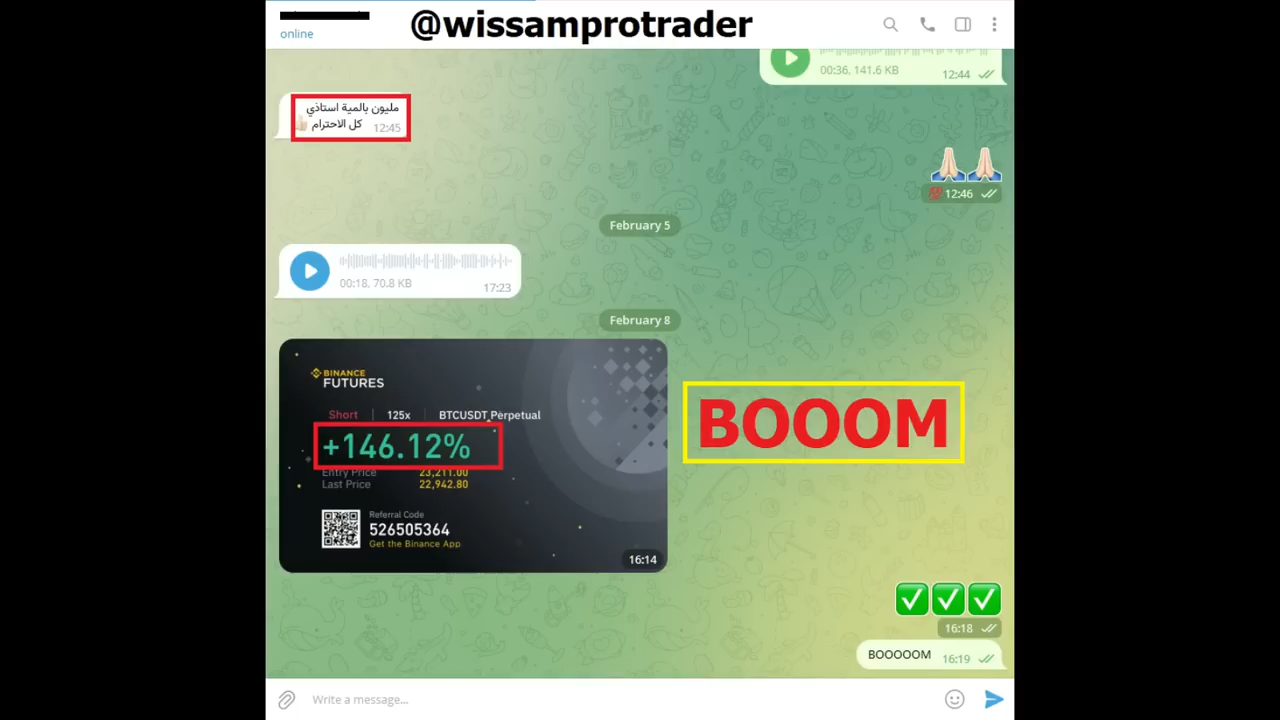 @wissamprotrader
online
00:36, 141.6 KB
12:44
مليون بالمية استاذي
كل الاحترام
12:45
12:46
February 5
00:18, 70.8 KB
17:23
February 8
BINANCE
FUTURES
Short
125x
BTCUSDT Perpetual
+146.12%
Entry Price 23,211.00
Last Price 22,942.80
Referral Code
526505364
Get the Binance App
16:14
BOOOM
16:18
BOOOOOM 16:19
Write a message...